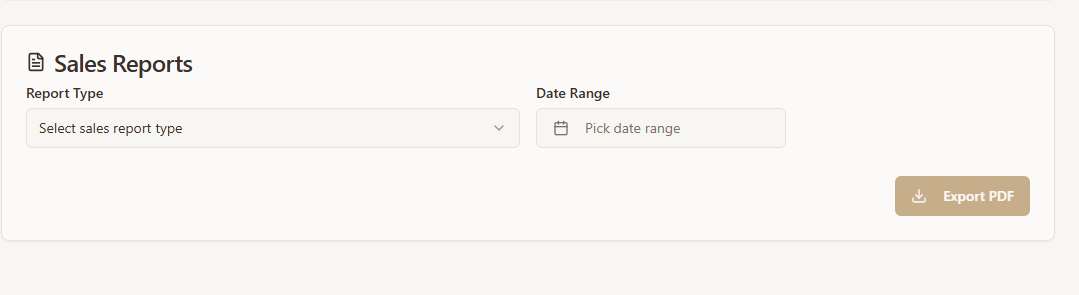 Sales Reports
Report Type
Date Range
Select sales report type
Pick date range
Export PDF